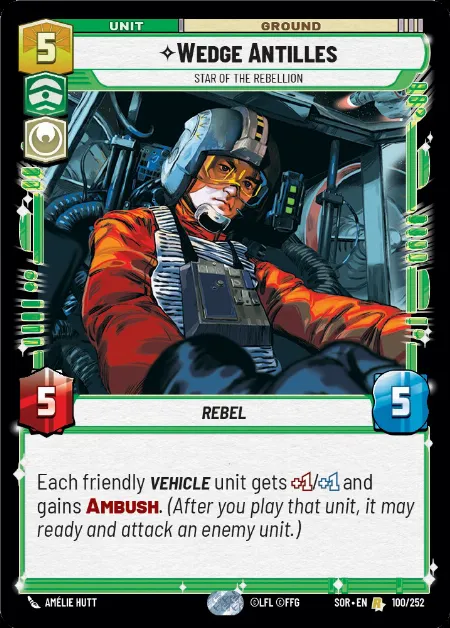 UNIT GROUND
5 WEDGE ANTILLES
STAR OF THE REBELLION
5 REBEL 5
Each friendly VEHICLE unit gets +1/+1 and
gains AMBUSH. (After you play that unit, it may
ready and attack an enemy unit.)
AMÉLIE HUTT ©LFL ©FFG SOR•EN R 100/252